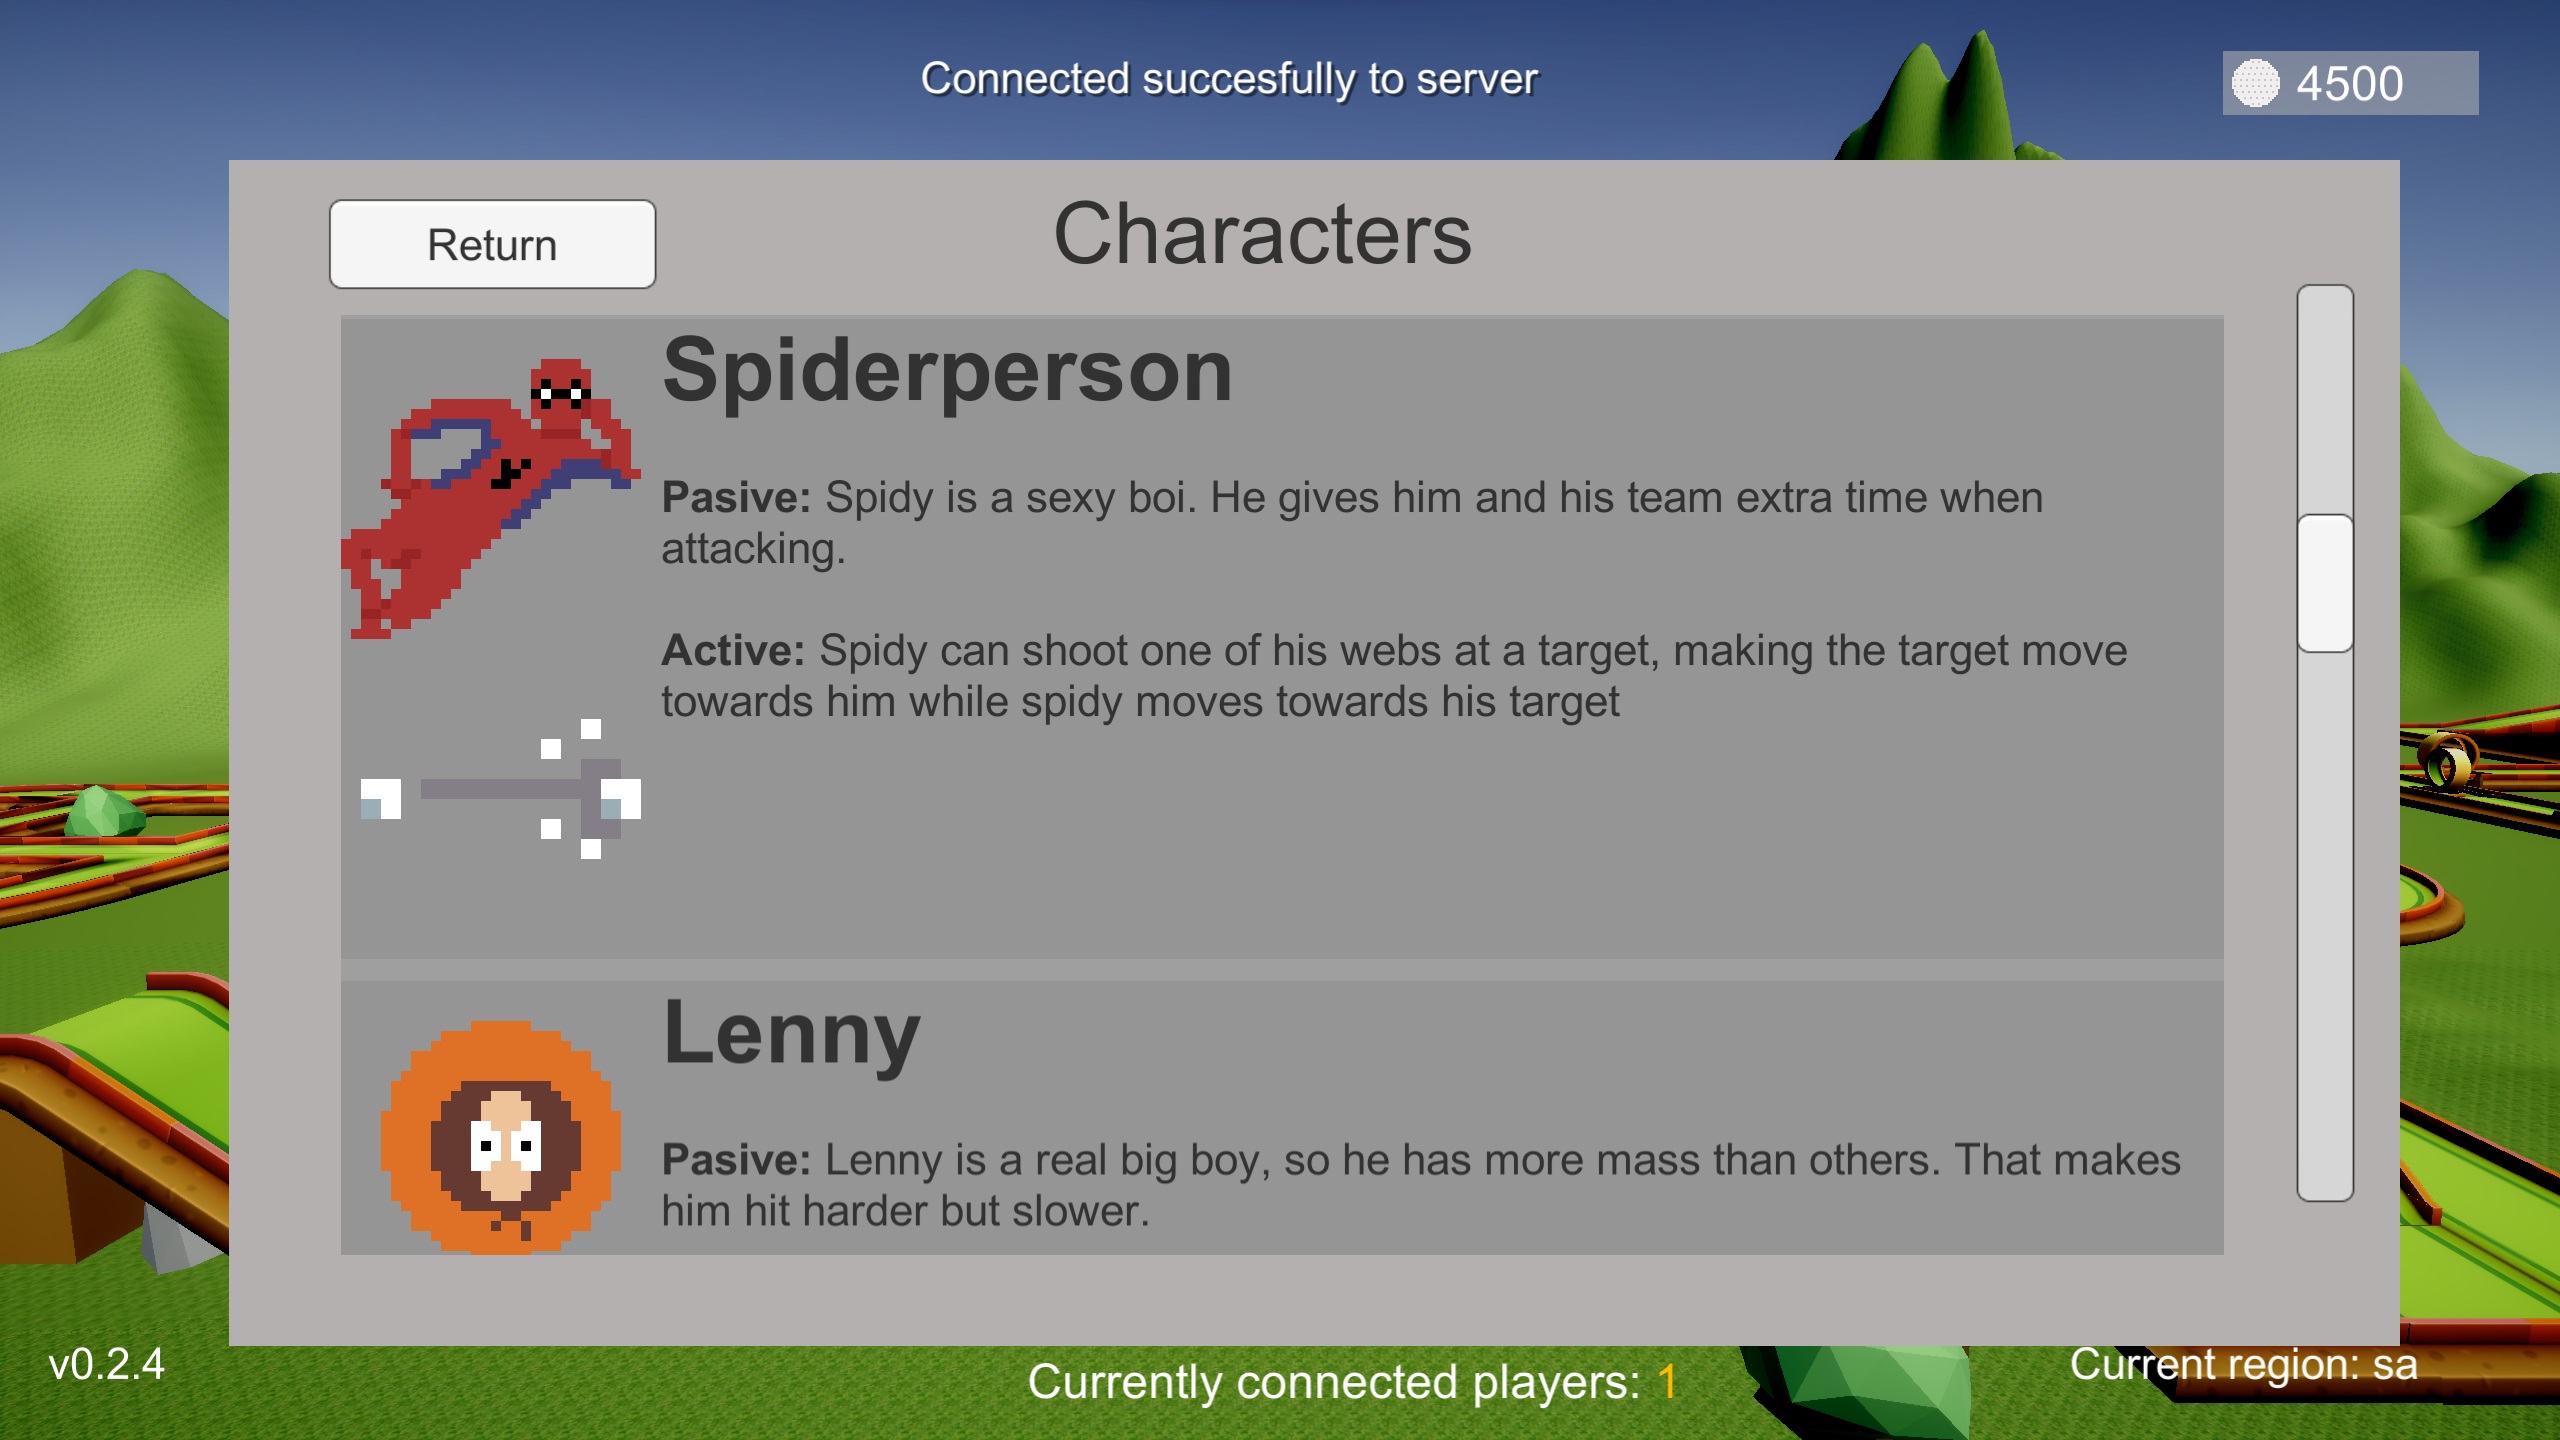 Connected succesfully to server
4500
Return
Characters
Spiderperson
Pasive: Spidy is a sexy boi. He gives him and his team extra time when
attacking.
Active: Spidy can shoot one of his webs at a target, making the target move
towards him while spidy moves towards his target
Lenny
Pasive: Lenny is a real big boy, so he has more mass than others. That makes
him hit harder but slower.
v0.2.4
Currently connected players: 1
Current region: sa